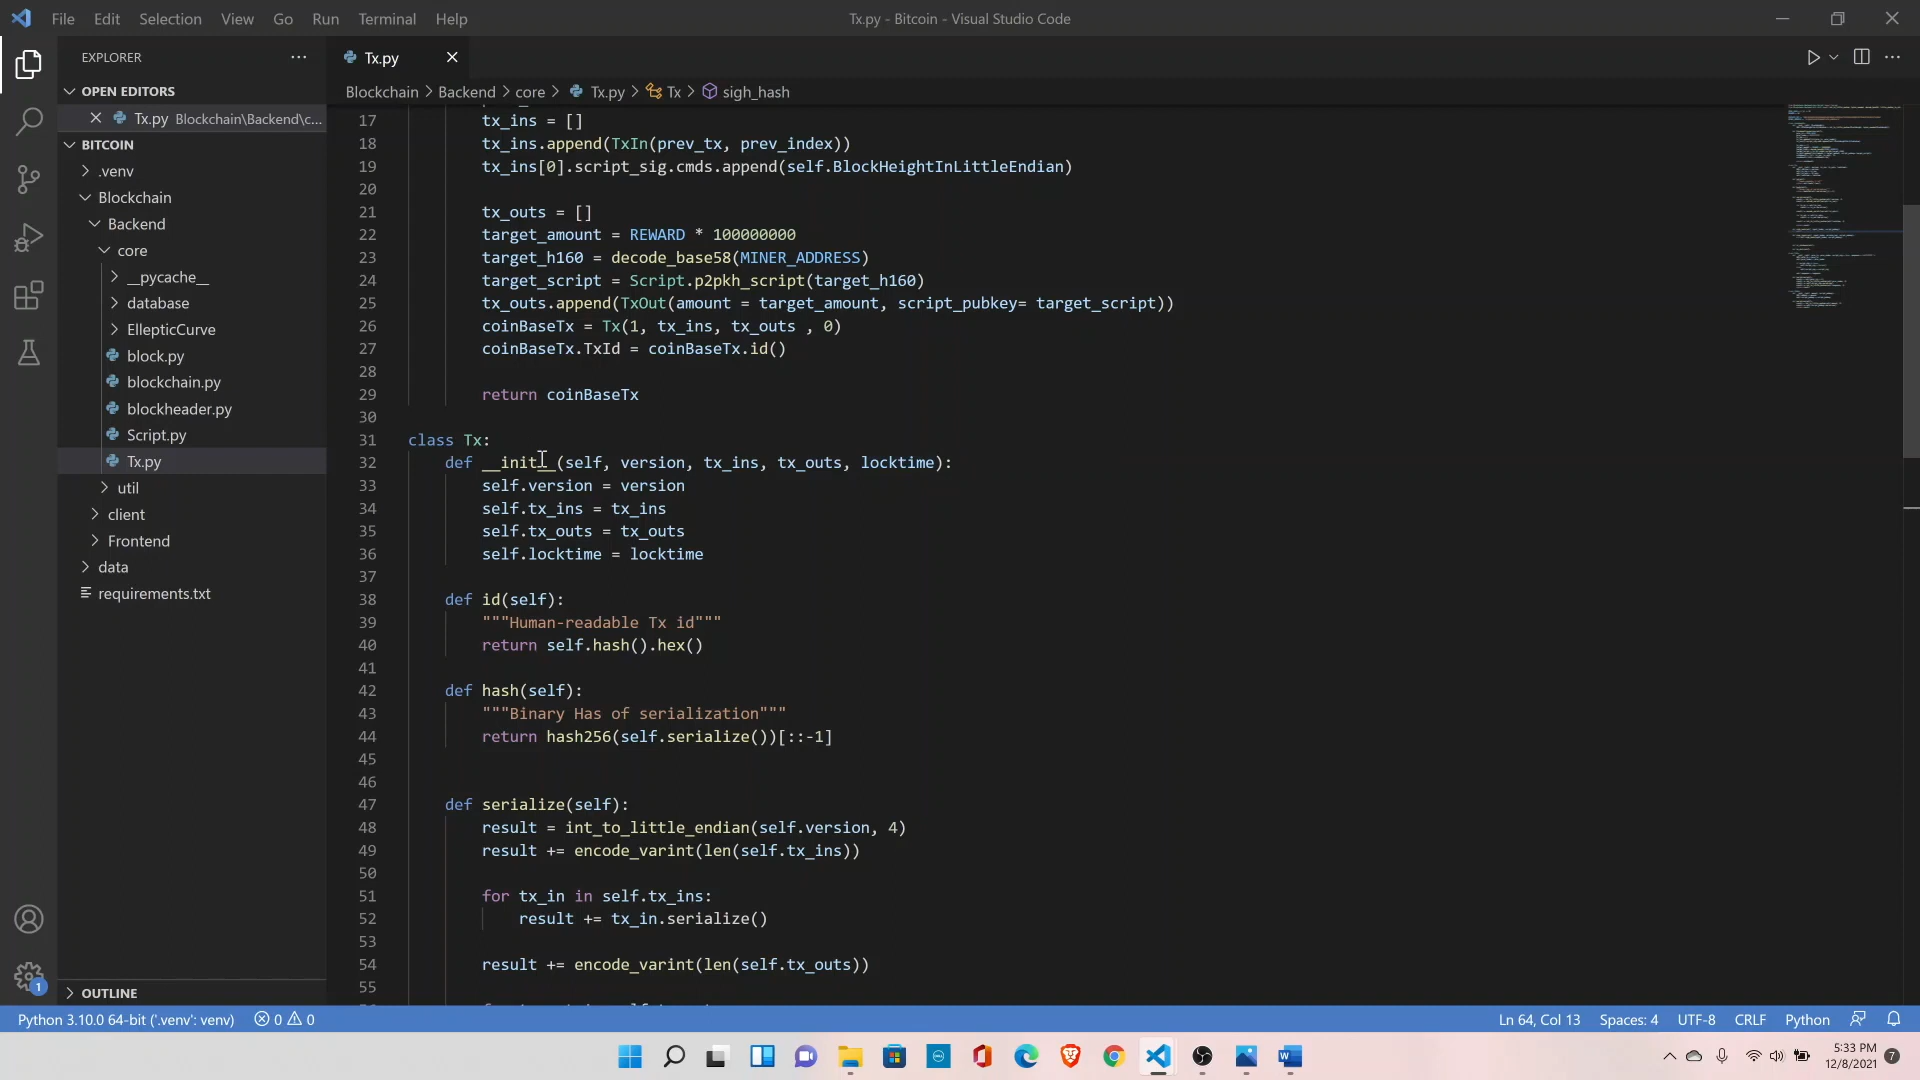 File Edit Selection View Go Run Terminal Help
Tx.py - Bitcoin - Visual Studio Code
EXPLORER
OPEN EDITORS
Tx.py Blockchain\Backend\c...
BITCOIN
.venv
Blockchain
Backend
core
__pycache__
database
EllepticCurve
block.py
blockchain.py
blockheader.py
Script.py
Tx.py
util
client
Frontend
data
requirements.txt
OUTLINE
Tx.py
Blockchain > Backend > core > Tx.py > Tx > sigh_hash
17 tx_ins = []
18 tx_ins.append(TxIn(prev_tx, prev_index))
19 tx_ins[0].script_sig.cmds.append(self.BlockHeightInLittleEndian)
20
21 tx_outs = []
22 target_amount = REWARD * 100000000
23 target_h160 = decode_base58(MINER_ADDRESS)
24 target_script = Script.p2pkh_script(target_h160)
25 tx_outs.append(TxOut(amount = target_amount, script_pubkey= target_script))
26 coinBaseTx = Tx(1, tx_ins, tx_outs , 0)
27 coinBaseTx.TxId = coinBaseTx.id()
28
29 return coinBaseTx
30
31 class Tx:
32 def __init__(self, version, tx_ins, tx_outs, locktime):
33 self.version = version
34 self.tx_ins = tx_ins
35 self.tx_outs = tx_outs
36 self.locktime = locktime
37
38 def id(self):
39 """Human-readable Tx id"""
40 return self.hash().hex()
41
42 def hash(self):
43 """Binary Has of serialization"""
44 return hash256(self.serialize())[::-1]
45
46
47 def serialize(self):
48 result = int_to_little_endian(self.version, 4)
49 result += encode_varint(len(self.tx_ins))
50
51 for tx_in in self.tx_ins:
52 result += tx_in.serialize()
53
54 result += encode_varint(len(self.tx_outs))
55
1
Python 3.10.0 64-bit ('.venv': venv) 0 0
Ln 64, Col 13 Spaces: 4 UTF-8 CRLF Python
5:33 PM
12/8/2021
7